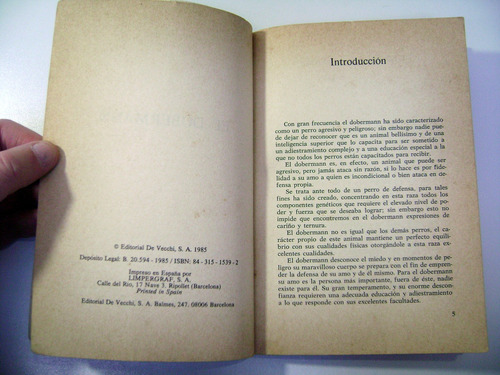 © Editorial De Vecchi, S. A. 1985
Depósito Legal: B. 20.594 - 1985 / ISBN: 84 - 315 - 1539 - 2
Impreso en España por
LIMPERGRAF, S. A.
Calle del Rio, 17 Nave 3. Ripollet (Barcelona)
Printed in Spain
Editorial De Vecchi, S. A. Balmes, 247. 08006 Barcelona
Introducción
Con gran frecuencia el dobermann ha sido caracterizado
como un perro agresivo y peligroso; sin embargo nadie puede
dejar de reconocer que es un animal bellísimo y de una
inteligencia superior que lo capacita para ser sometido a
un adiestramiento complejo y a una educación especial a la
que no todos los perros están capacitados para recibir.
El dobermann es, en efecto, un animal que puede ser
agresivo, pero jamás ataca sin razón, si lo hace es por fi-
delidad a su amo a quien es incondicional o bien ataca en de-
fensa propia.
Se trata ante todo de un perro de defensa, para tales
fines ha sido creado, concentrando en esta raza todos los
componentes genéticos que requiere el elevado nivel de po-
der y fuerza que se deseaba lograr; sin embargo esto no
impide que encontremos en el dobermann expresiones de
cariño y ternura.
El dobermann no es igual que los demás perros, el ca-
rácter propio de este animal mantiene un perfecto equili-
brio con sus cualidades físicas otorgándole a esta raza ex-
celentes cualidades.
El dobermann desconoce el miedo y en momentos de pe-
ligro su maravilloso cuerpo se prepara con el fin de empren-
der la defensa de su amo y de él mismo. Para el dobermann
su amo es la persona más importante, fuera de éste, nadie
existe para él. Su gran temperamento, y su enorme descon-
fianza requieren una adecuada educación y adiestramiento
a lo que responde con sus excelentes facultades.
5